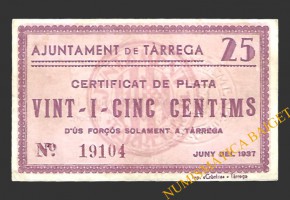 AJUNTAMENT DE TÀRREGA 25
CERTIFICAT DE PLATA
VINT-I-CINC CENTIMS
D'ÚS FORÇÓS SOLAMENT A TÀRREGA
Nº 19104 JUNY DEL 1937
Tàrrega
NUMISMATICA